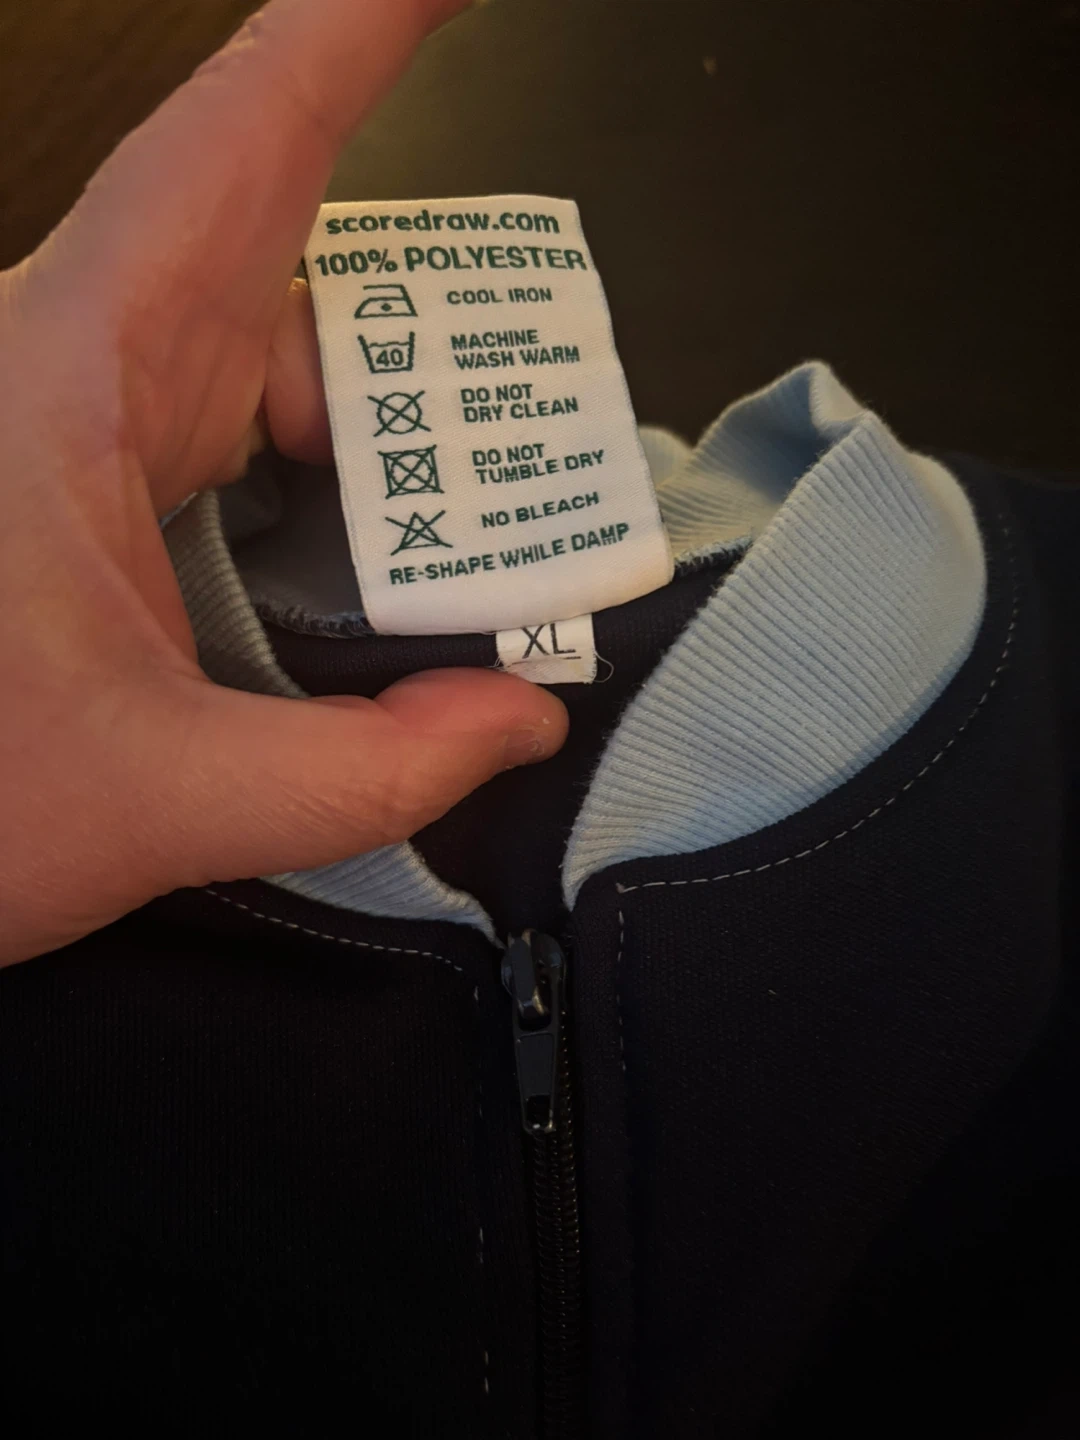 scoredraw.com
100% POLYESTER
COOL IRON
40
MACHINE
WASH WARM
DO NOT
DRY CLEAN
DO NOT
TUMBLE DRY
NO BLEACH
RE-SHAPE WHILE DAMP
XL